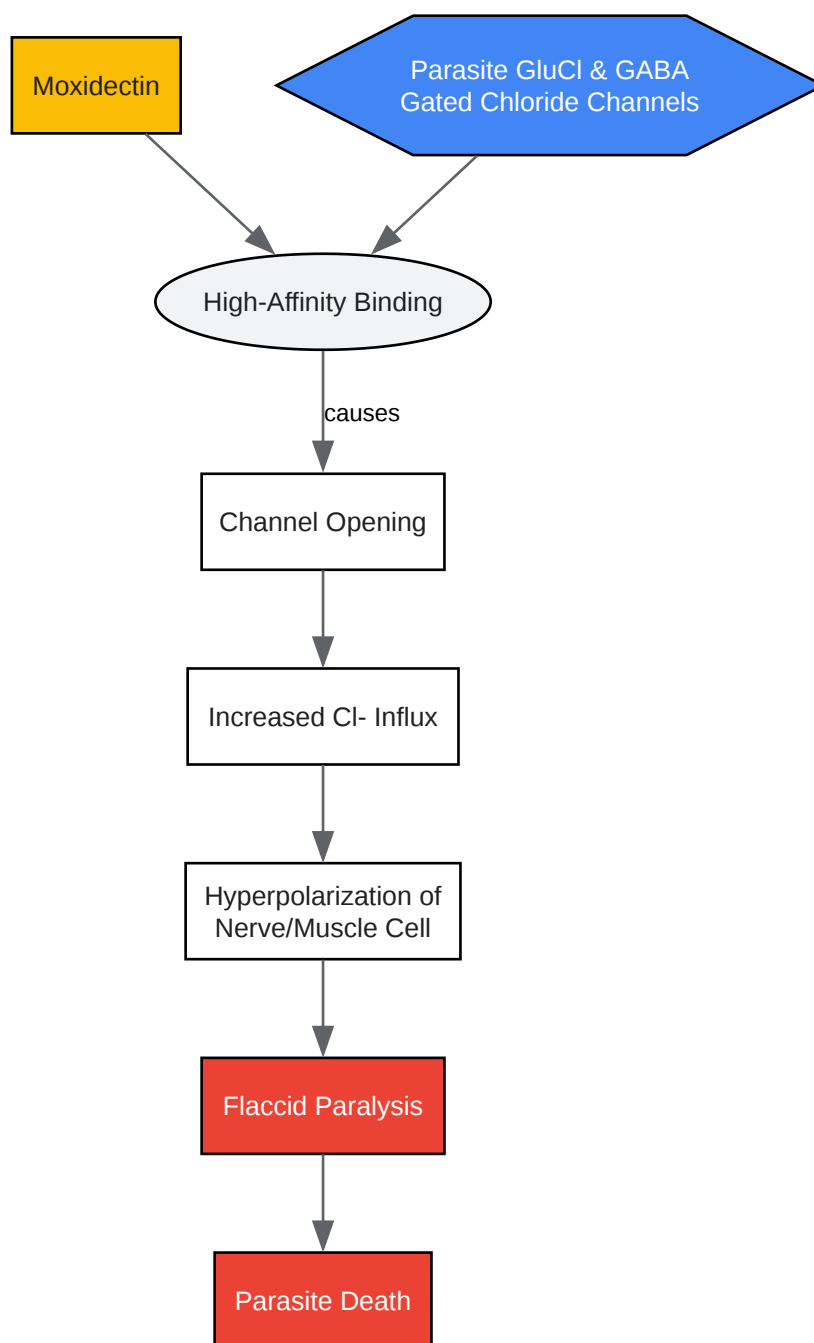 Moxidectin
Parasite GluCl & GABA
Gated Chloride Channels
High-Affinity Binding
causes
Channel Opening
Increased Cl- Influx
Hyperpolarization of
Nerve/Muscle Cell
Flaccid Paralysis
Parasite Death